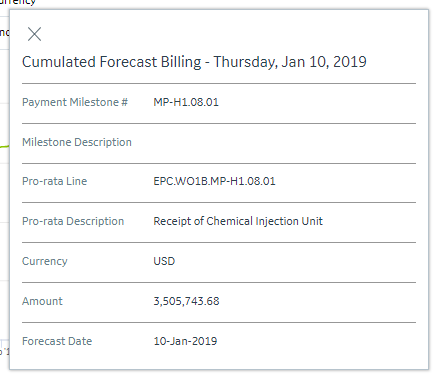 Cumulated Forecast Billing - Thursday, Jan 10, 2019
Payment Milestone # MP-H1.08.01
Milestone Description
Pro-rata Line EPC.WO1B.MP-H1.08.01
Pro-rata Description Receipt of Chemical Injection Unit
Currency USD
Amount 3,505,743.68
Forecast Date 10-Jan-2019